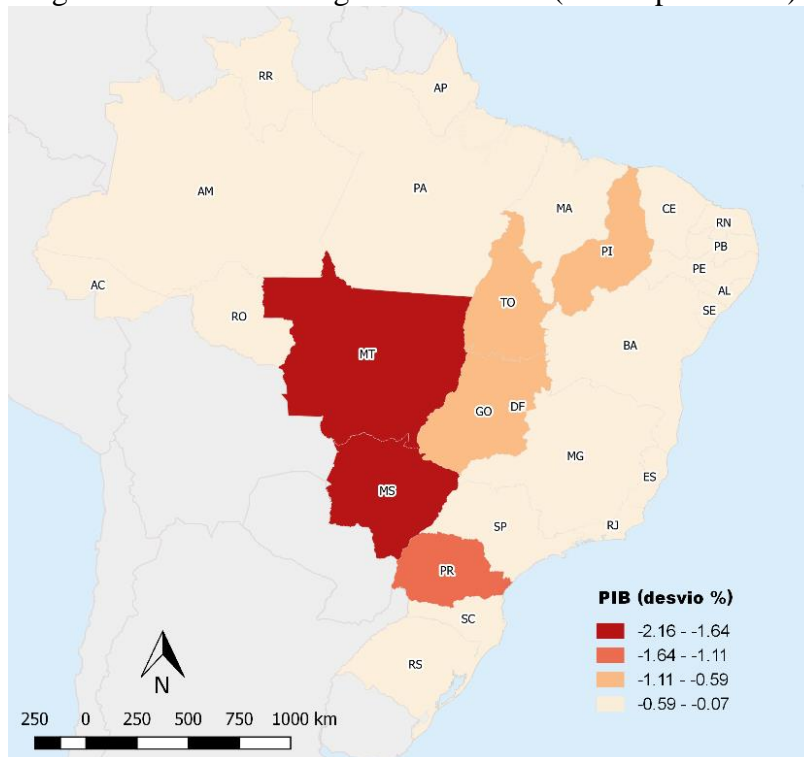 RR
AP
AM
PA
MA
CE
RN
PB
PI
PE
AC
AL
TO
SE
RO
BA
MT
GO
DF
MG
MS
ES
SP
RJ
PR
PIB (desvio %)
-2.16 - -1.64
SC
-1.64 - -1.11
RS
-1.11 - -0.59
N
-0.59 - -0.07
250 0 250 500 750 1000 km